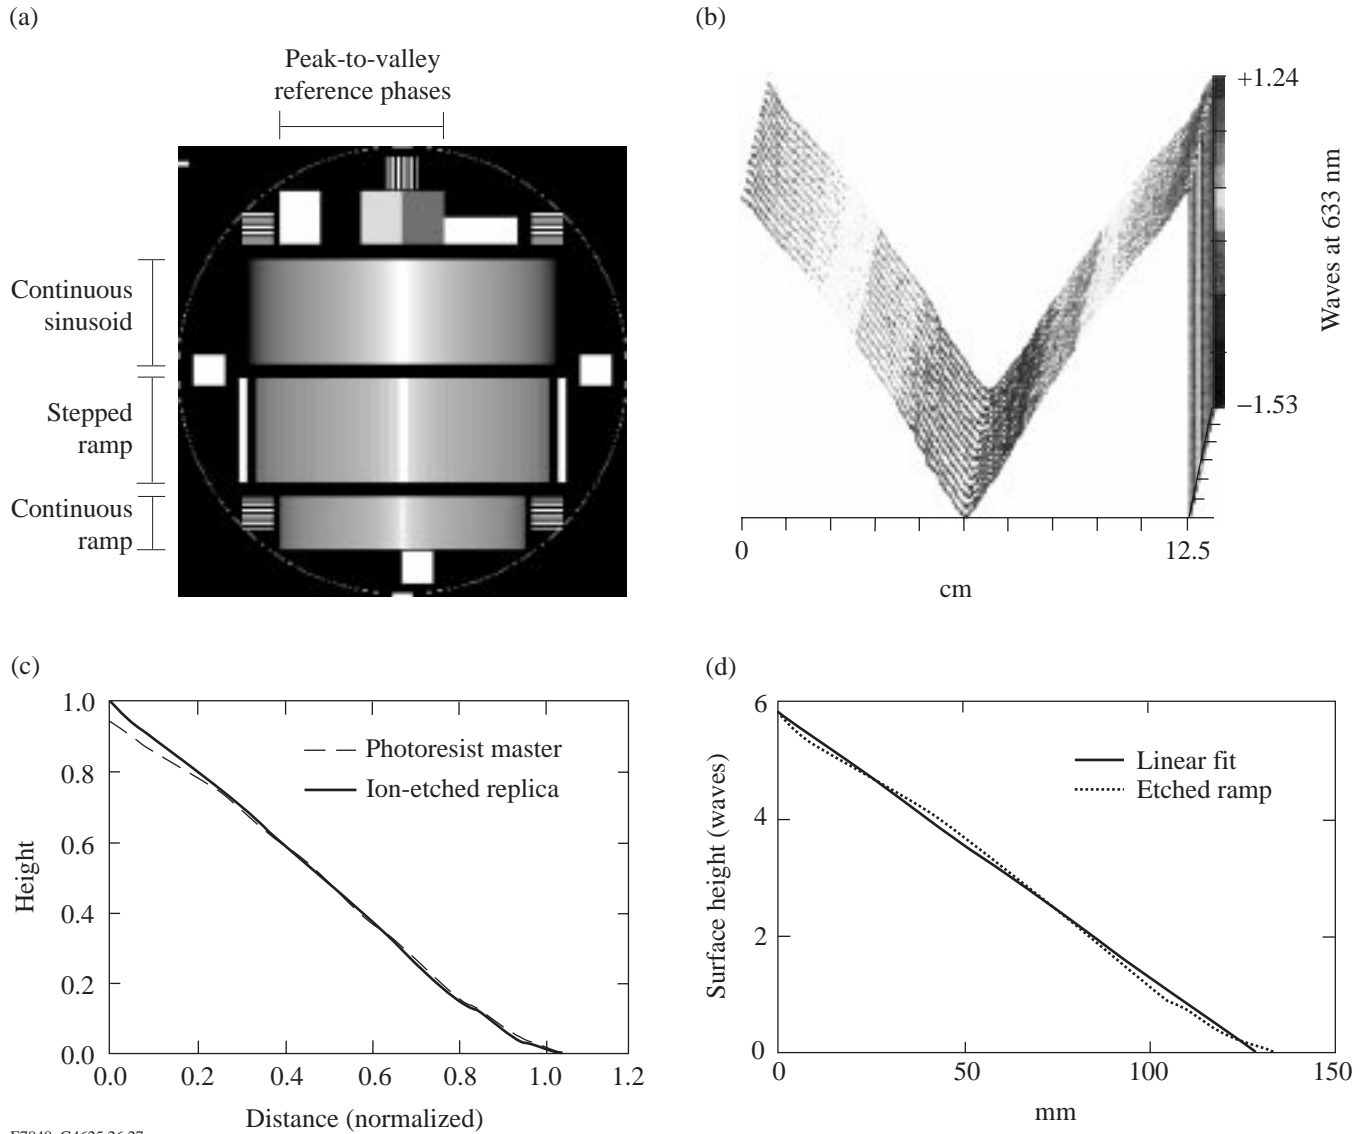 (a)
Peak-to-valley
reference phases
Continuous
sinusoid
Stepped
ramp
Continuous
ramp
(b)
+1.24
−1.53
Waves at 633 nm
0
12.5
cm
(c)
1.0
0.8
0.6
0.4
0.2
0.0
Height
Photoresist master
Ion-etched replica
0.0
0.2
0.4
0.6
0.8
1.0
1.2
Distance (normalized)
(d)
6
4
2
0
Surface height (waves)
Linear fit
Etched ramp
0
50
100
150
mm